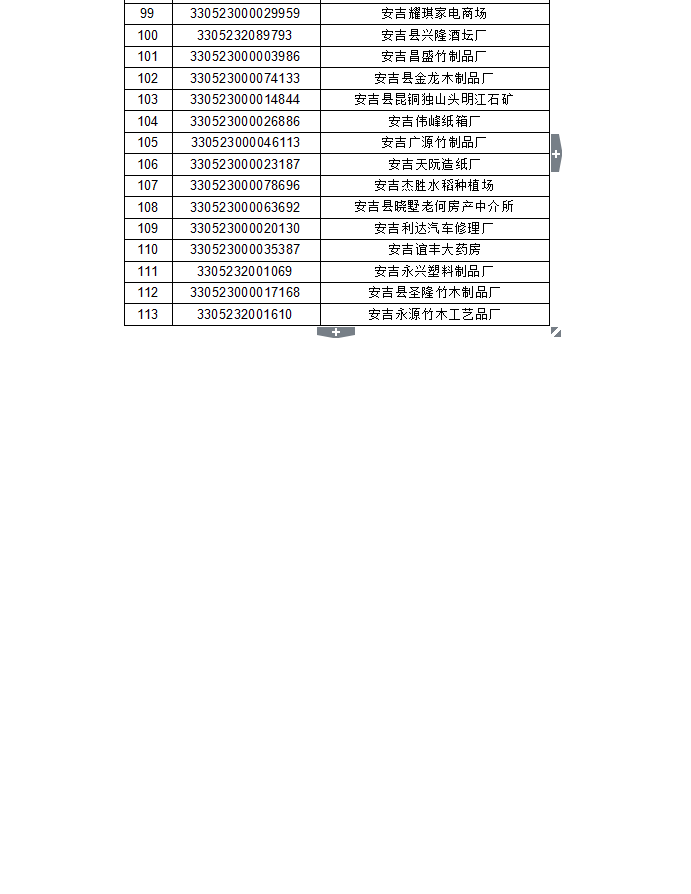 99 330523000029959 安吉耀琪家电商场
100 3305232089793 安吉县兴隆酒坛厂
101 330523000003986 安吉昌盛竹制品厂
102 330523000074133 安吉县金龙木制品厂
103 330523000014844 安吉县昆铜独山头明江石矿
104 330523000026886 安吉伟峰纸箱厂
105 330523000046113 安吉广源竹制品厂
106 330523000023187 安吉天阮造纸厂
107 330523000078696 安吉杰胜水稻种植场
108 330523000063692 安吉县晓墅老何房产中介所
109 330523000020130 安吉利达汽车修理厂
110 330523000035387 安吉谊丰大药房
111 3305232001069 安吉永兴塑料制品厂
112 330523000017168 安吉县圣隆竹木制品厂
113 3305232001610 安吉永源竹木工艺品厂